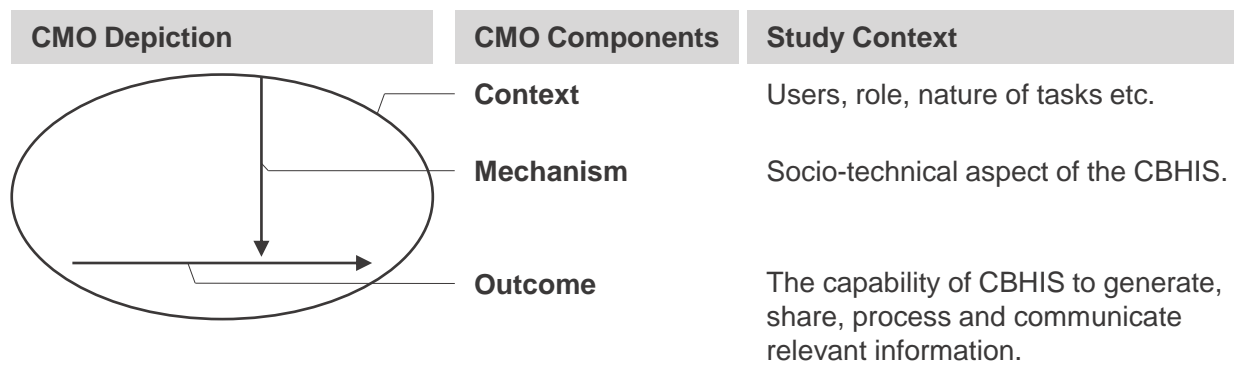 CMO Depiction
CMO Components
Study Context
Context
Users, role, nature of tasks etc.
Mechanism
Socio-technical aspect of the CBHIS.
Outcome
The capability of CBHIS to generate,
share, process and communicate
relevant information.